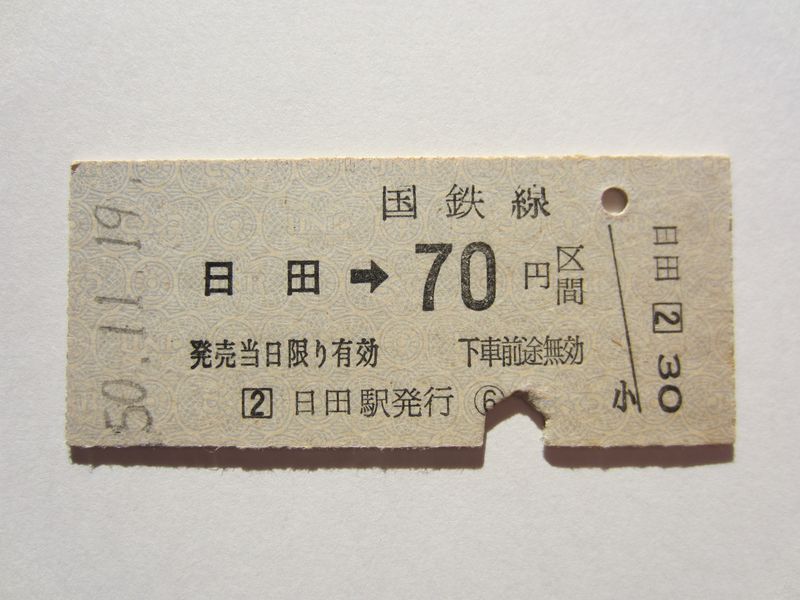 国鉄線
日田➡70円区間
発売当日限り有効 下車前途無効
2 日田駅発行 ⑥
50.11.19
小
日田 2 30